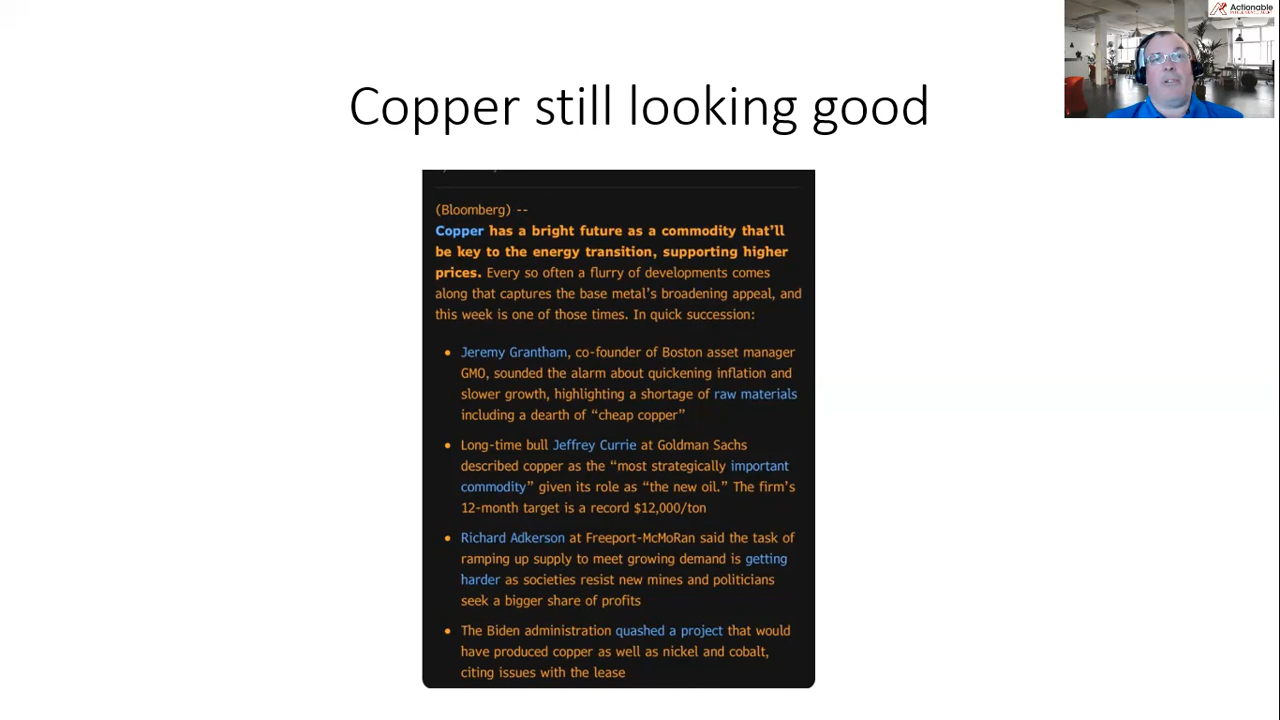 Actionable
Copper still looking good
(Bloomberg) --
Copper has a bright future as a commodity that'll
be key to the energy transition, supporting higher
prices. Every so often a flurry of developments comes
along that captures the base metal's broadening appeal, and
this week is one of those times. In quick succession:
• Jeremy Grantham, co-founder of Boston asset manager
GMO, sounded the alarm about quickening inflation and
slower growth, highlighting a shortage of raw materials
including a dearth of “cheap copper”
• Long-time bull Jeffrey Currie at Goldman Sachs
described copper as the “most strategically important
commodity” given its role as “the new oil.” The firm's
12-month target is a record $12,000/ton
• Richard Adkerson at Freeport-McMoRan said the task of
ramping up supply to meet growing demand is getting
harder as societies resist new mines and politicians
seek a bigger share of profits
• The Biden administration quashed a project that would
have produced copper as well as nickel and cobalt,
citing issues with the lease